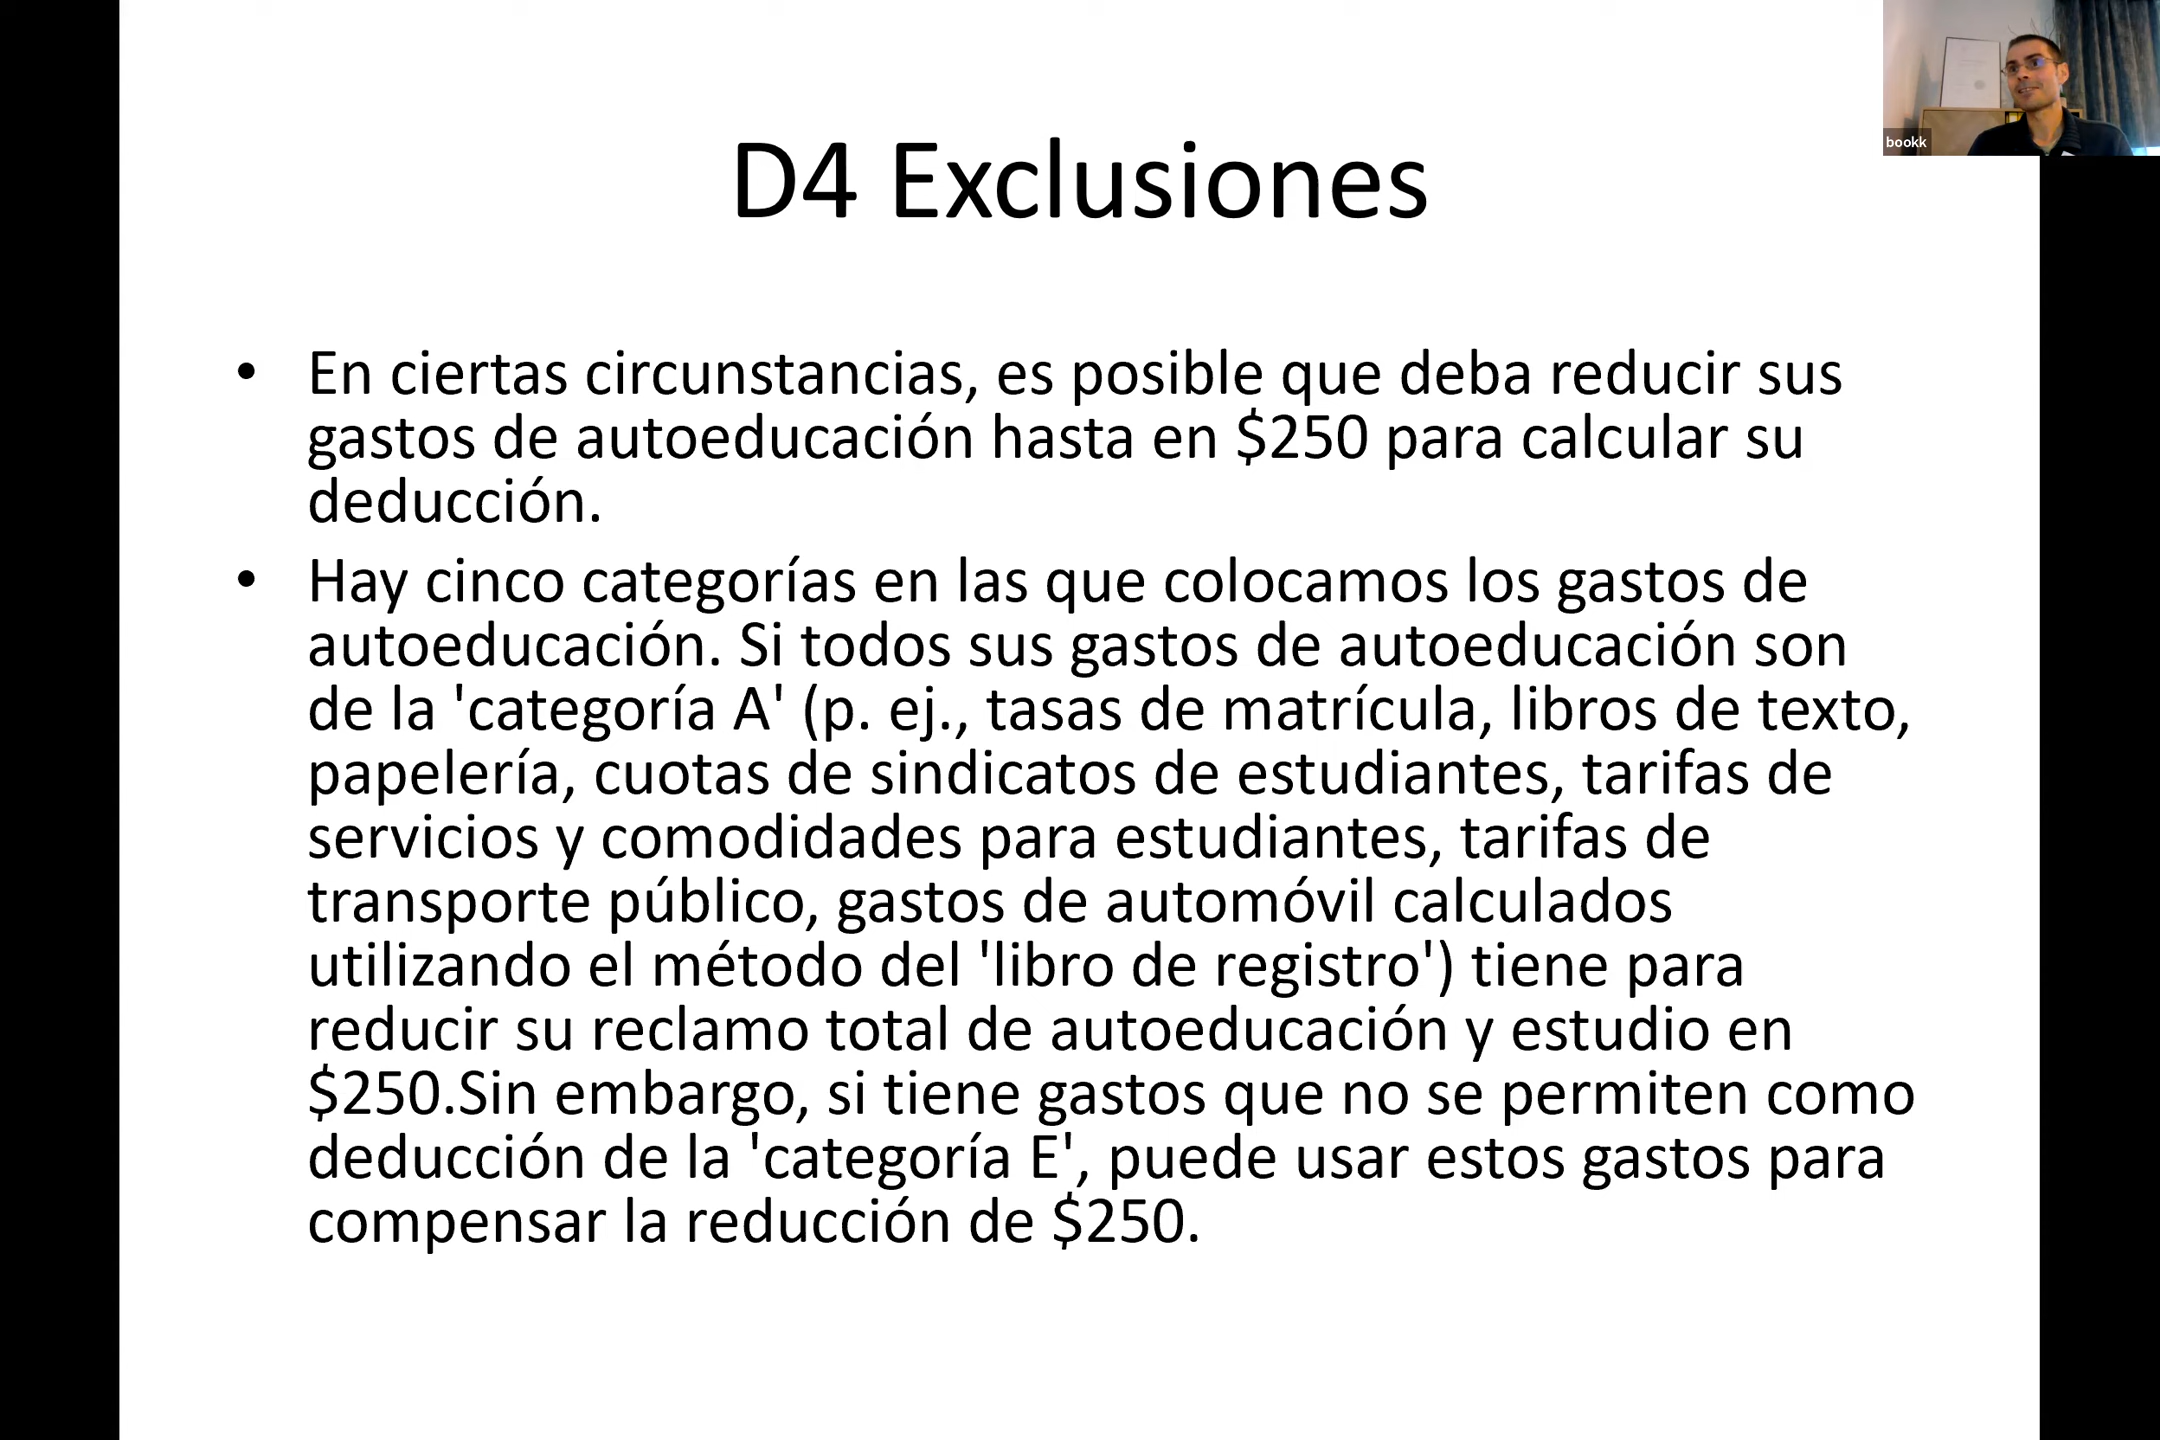 D4 Exclusiones
bookk
• En ciertas circunstancias, es posible que deba reducir sus
gastos de autoeducación hasta en $250 para calcular su
deducción.
• Hay cinco categorías en las que colocamos los gastos de
autoeducación. Si todos sus gastos de autoeducación son
de la 'categoría A' (p. ej., tasas de matrícula, libros de texto,
papelería, cuotas de sindicatos de estudiantes, tarifas de
servicios y comodidades para estudiantes, tarifas de
transporte público, gastos de automóvil calculados
utilizando el método del 'libro de registro') tiene para
reducir su reclamo total de autoeducación y estudio en
$250.Sin embargo, si tiene gastos que no se permiten como
deducción de la 'categoría E', puede usar estos gastos para
compensar la reducción de $250.